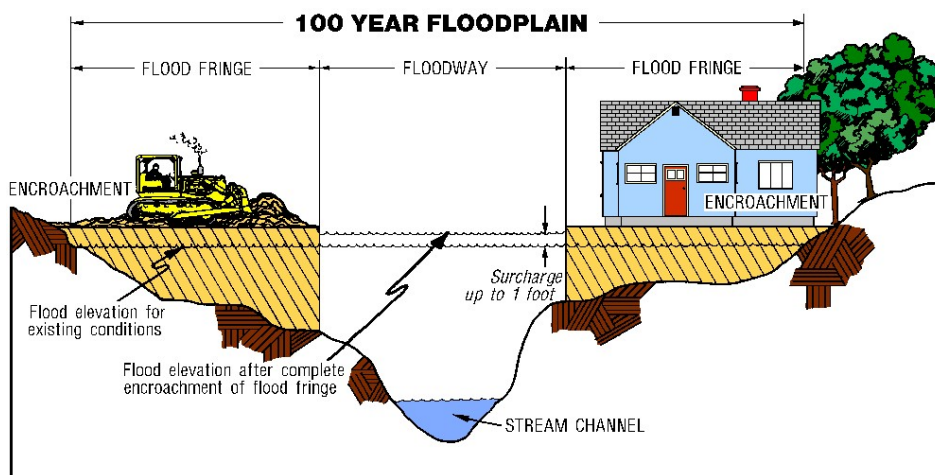 100 YEAR FLOODPLAIN
FLOOD FRINGE
FLOODWAY
FLOOD FRINGE
ENCROACHMENT
ENCROACHMENT
Surcharge
up to 1 foot
Flood elevation for
existing conditions
Flood elevation after complete
encroachment of flood fringe
STREAM CHANNEL